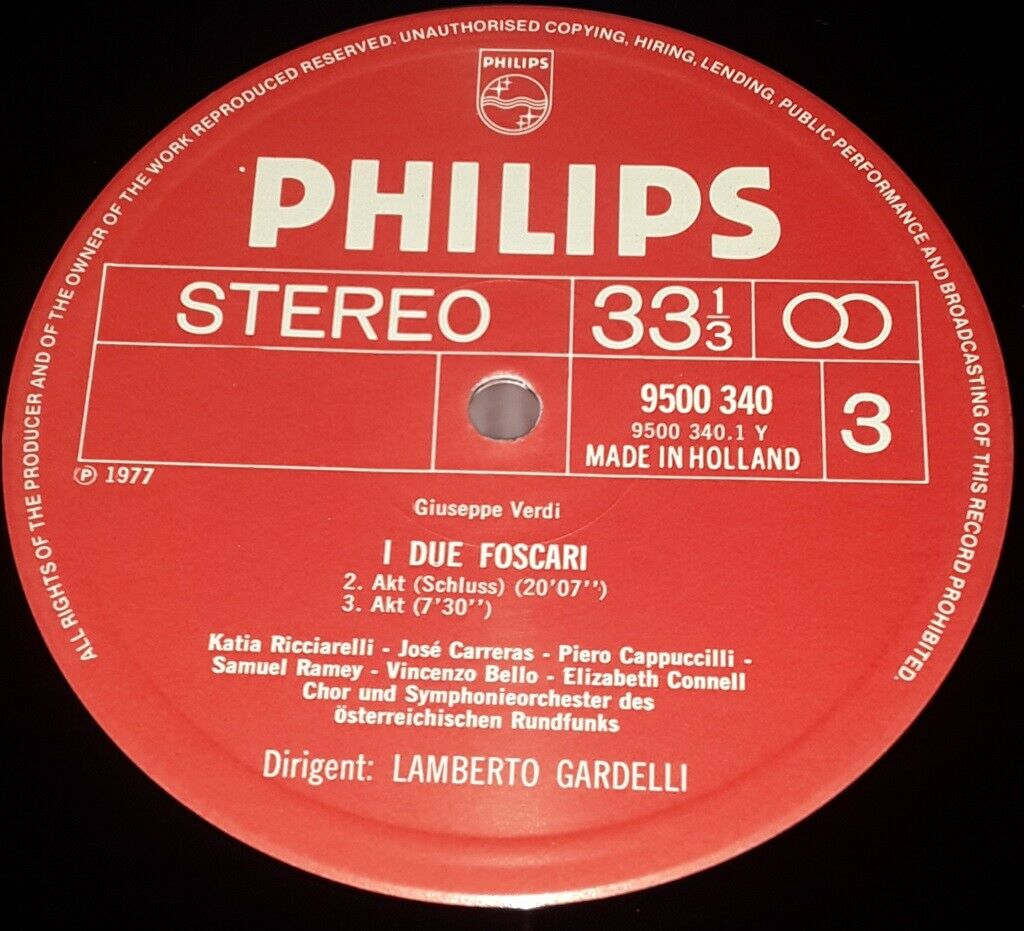 ALL RIGHTS OF THE PRODUCER AND OF THE OWNER OF THE WORK REPRODUCED RESERVED. UNAUTHORISED COPYING, HIRING, LENDING, PUBLIC PERFORMANCE AND BROADCASTING OF THIS RECORD PROHIBITED.
PHILIPS
PHILIPS
STEREO
33 1/3
9500 340
9500 340.1 Y
MADE IN HOLLAND
3
℗ 1977
Giuseppe Verdi
I DUE FOSCARI
2. Akt (Schluss) (20'07'')
3. Akt (7'30'')
Katia Ricciarelli - José Carreras - Piero Cappuccilli -
Samuel Ramey - Vincenzo Bello - Elizabeth Connell
Chor und Symphonieorchester des
Österreichischen Rundfunks
Dirigent: LAMBERTO GARDELLI